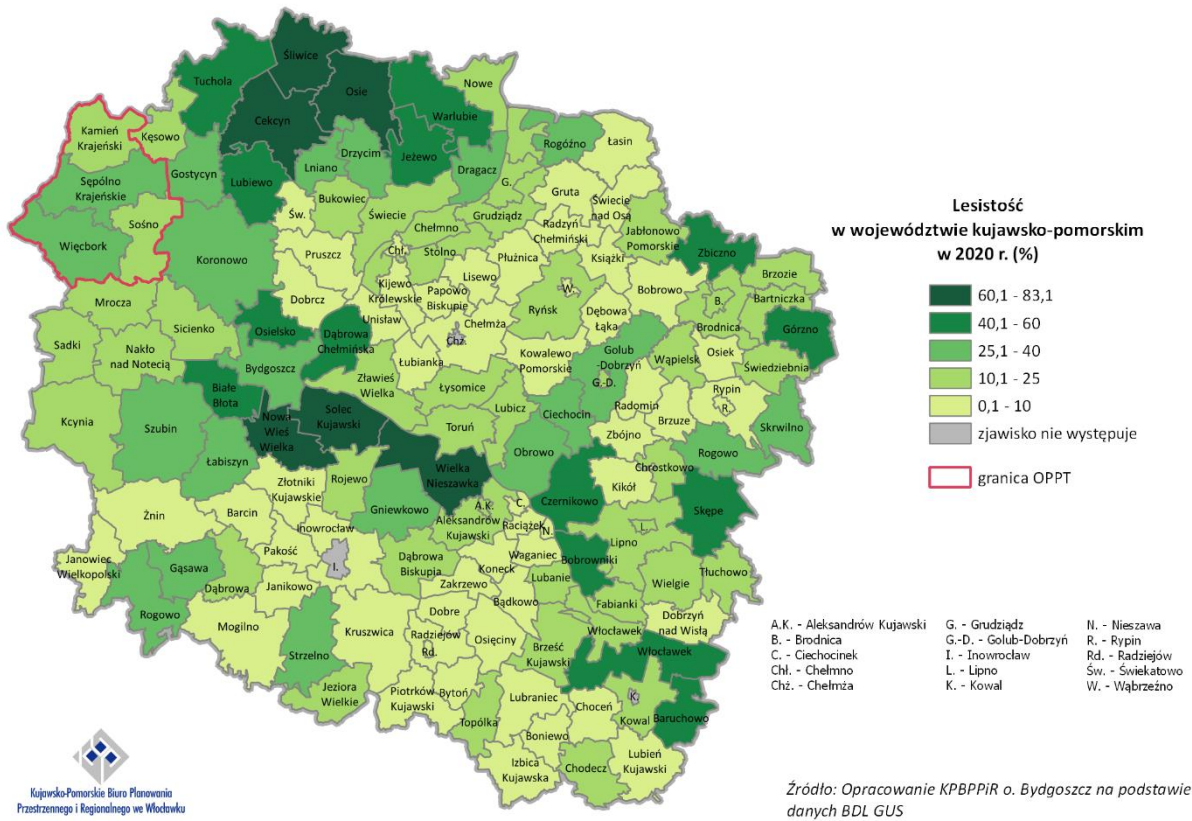 Śliwice
Tuchola
Osie
Nowe
Cekcyn
Warlubie
Kamień
Krajeński
Kęsowo
Rogóźno
Łasin
Drzycim
Jeżewo
Gostycyn
Lubiewo
Lniano
Dragacz
Sępólno
Krajeńskie
G.
Gruta
Bukowiec
Św.
Świecie
Grudziądz
Świecie
nad Osą
Sośno
Chełmno
Radzyń
Chełmiński
Jabłonowo
Pomorskie
Zbiczno
Więcbork
Koronowo
Pruszcz
Chł.
Stolno
Płużnica
Książki
Brzozie
Lisewo
Kijewo
Królewskie
Papowo
Biskupie
W.
Bobrowo
Bartniczka
B.
Mrocza
Dobrcz
Unisław
Ryńsk
Dębowa
Łąka
Brodnica
Górzno
Sicienko
Osielsko
Dąbrowa
Chełmińska
Chełmża
Chż.
Sadki
Nakło
nad Notecią
Golub
-Dobrzyń
Wąpielsk
Osiek
Świedziebnia
Łubianka
Kowalewo
Pomorskie
Bydgoszcz
Zławieś
Wielka
Łysomice
G.-D.
Rypin
R.
Białe
Błota
Lubicz
Ciechocin
Radomin
Brzuze
Skrwilno
Kcynia
Szubin
Nowa
Wieś
Wielka
Solec
Kujawski
Toruń
Obrowo
Zbójno
Rogowo
Łabiszyn
Wielka
Nieszawka
Chrostkowo
Złotniki
Kujawskie
Rojewo
Czernikowo
Kikół
Skępe
Żnin
Barcin
Gniewkowo
A.K.
C.
Aleksandrów
Kujawski
Raciążek
N.
L.
Inowrocław
Janowiec
Wielkopolski
Pakość
I.
Dąbrowa
Biskupia
Waganiec
Koneck
Bobrowniki
Lipno
Gąsawa
Dąbrowa
Janikowo
Zakrzewo
Lubanie
Wielgie
Tłuchowo
Bądkowo
Fabianki
Rogowo
Mogilno
Kruszwica
Dobre
Radziejów
Rd.
Osięciny
Włocławek
Dobrzyń
nad Wisłą
Strzelno
Brześć
Kujawski
Włocławek
Jeziora
Wielkie
Piotrków
Kujawski
Bytoń
Lubraniec
K.
Topólka
Choceń
Kowal
Baruchowo
Boniewo
Izbica
Kujawska
Chodecz
Lubień
Kujawski
Lesistość
w województwie kujawsko-pomorskim
w 2020 r. (%)
60,1 - 83,1
40,1 - 60
25,1 - 40
10,1 - 25
0,1 - 10
zjawisko nie występuje
granica OPPT
A.K. - Aleksandrów Kujawski
B. - Brodnica
C. - Ciechocinek
Chł. - Chełmno
Chż. - Chełmża
G. - Grudziądz
G.-D. - Golub-Dobrzyń
I. - Inowrocław
L. - Lipno
K. - Kowal
N. - Nieszawa
R. - Rypin
Rd. - Radziejów
Św. - Świekatowo
W. - Wąbrzeźno
Kujawsko-Pomorskie Biuro Planowania
Przestrzennego i Regionalnego we Włocławku
Źródło: Opracowanie KPBPPiR o. Bydgoszcz na podstawie
danych BDL GUS